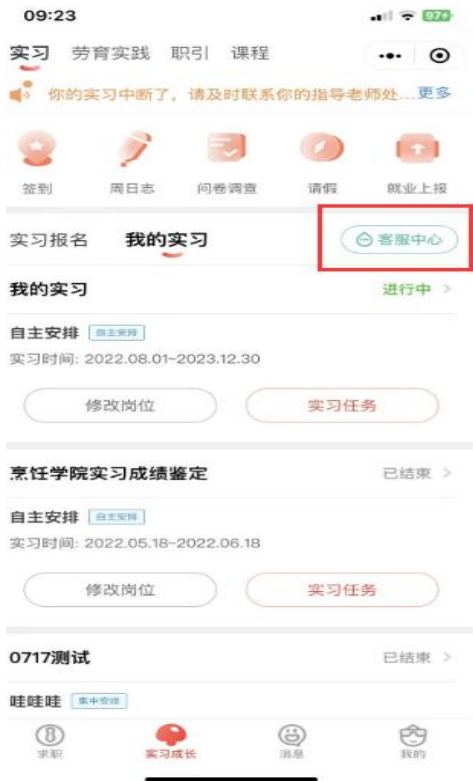 09:23
97
实习 劳育实践 职引 课程
你的实习中断了，请及时联系你的指导老师处...更多
签到 周日志 问卷调查 请假 就业上报
实习报名 我的实习 客服中心
我的实习 进行中 >
自主安排 自主安排
实习时间: 2022.08.01~2023.12.30
修改岗位 实习任务
烹饪学院实习成绩鉴定 已结束 >
自主安排 自主安排
实习时间: 2022.05.18~2022.06.18
修改岗位 实习任务
0717测试 已结束 >
哇哇哇 集中安排
求职 实习成长 消息 我的